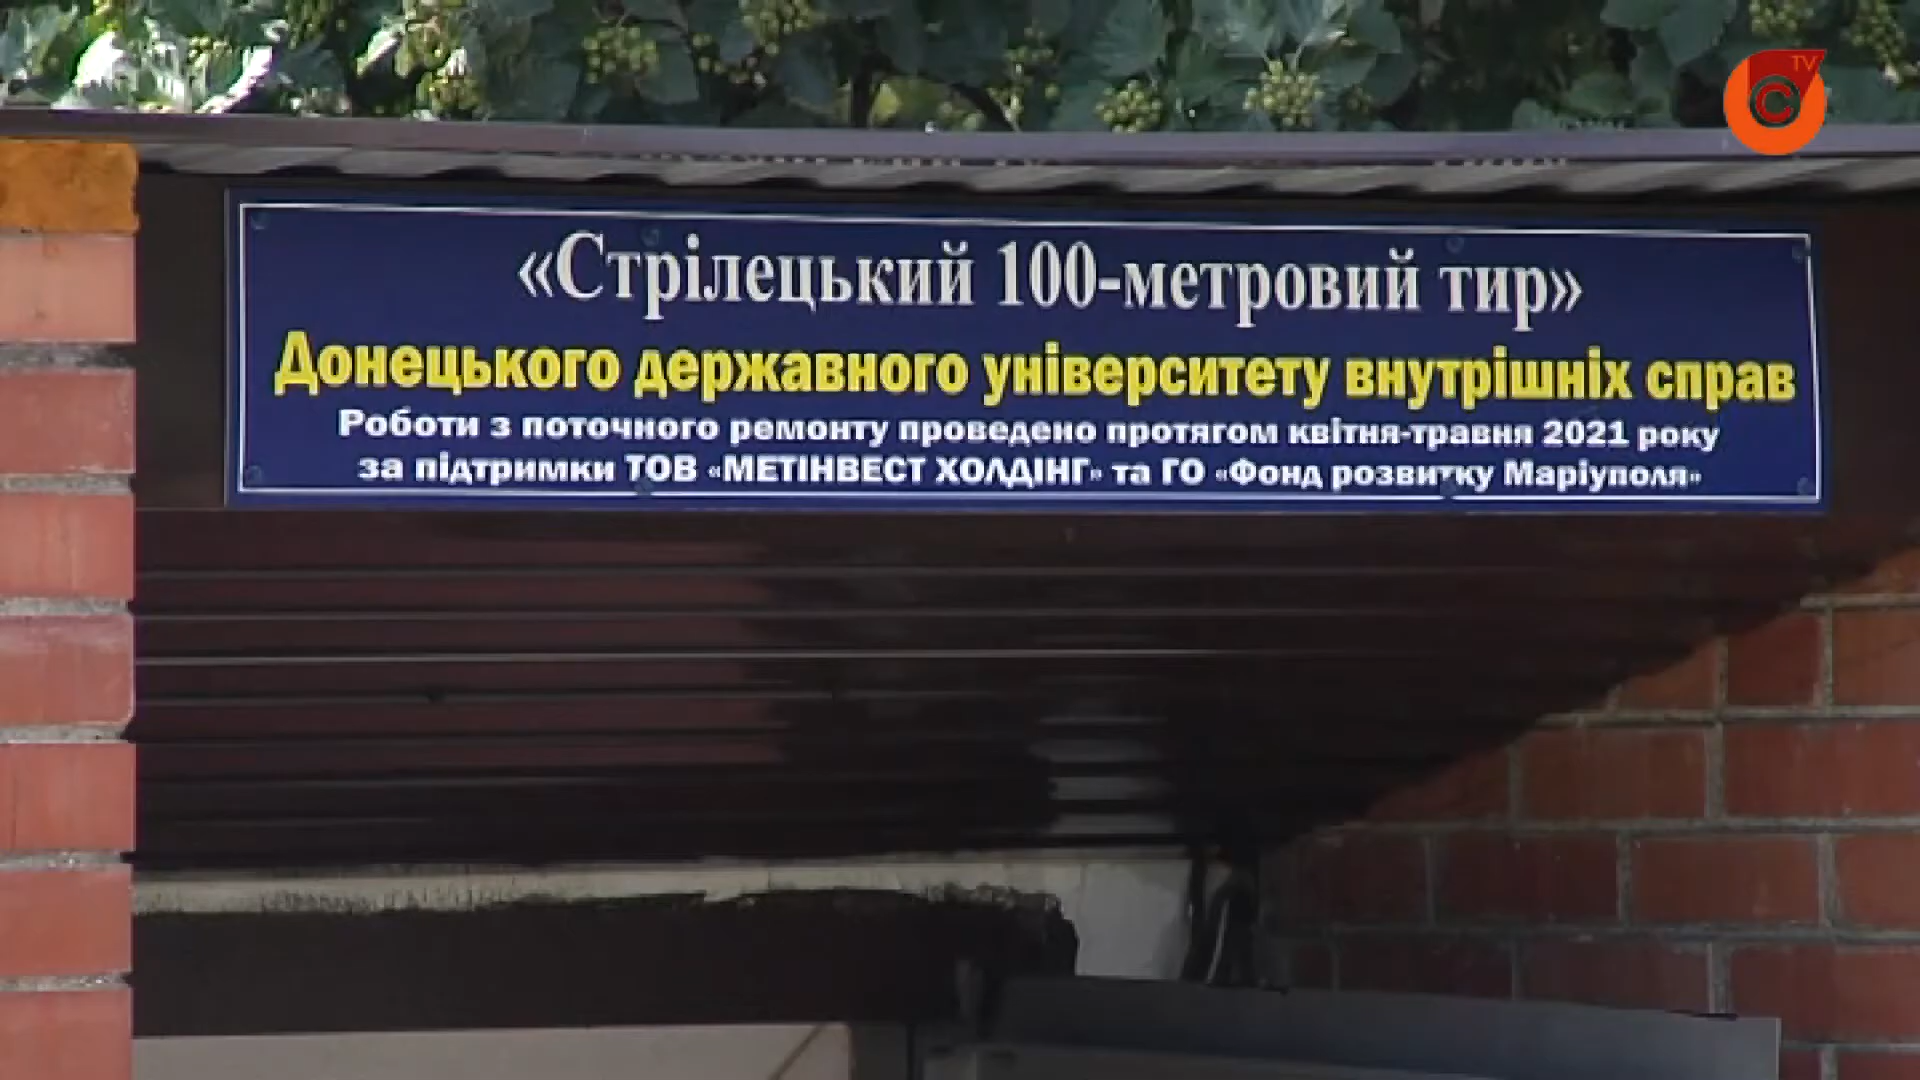 TV
C
«Стрілецький 100-метровий тир»
Донецького державного університету внутрішніх справ
Роботи з поточного ремонту проведено протягом квітня-травня 2021 року
за підтримки ТОВ «МЕТІНВЕСТ ХОЛДІНГ» та ГО «Фонд розвитку Маріуполя»